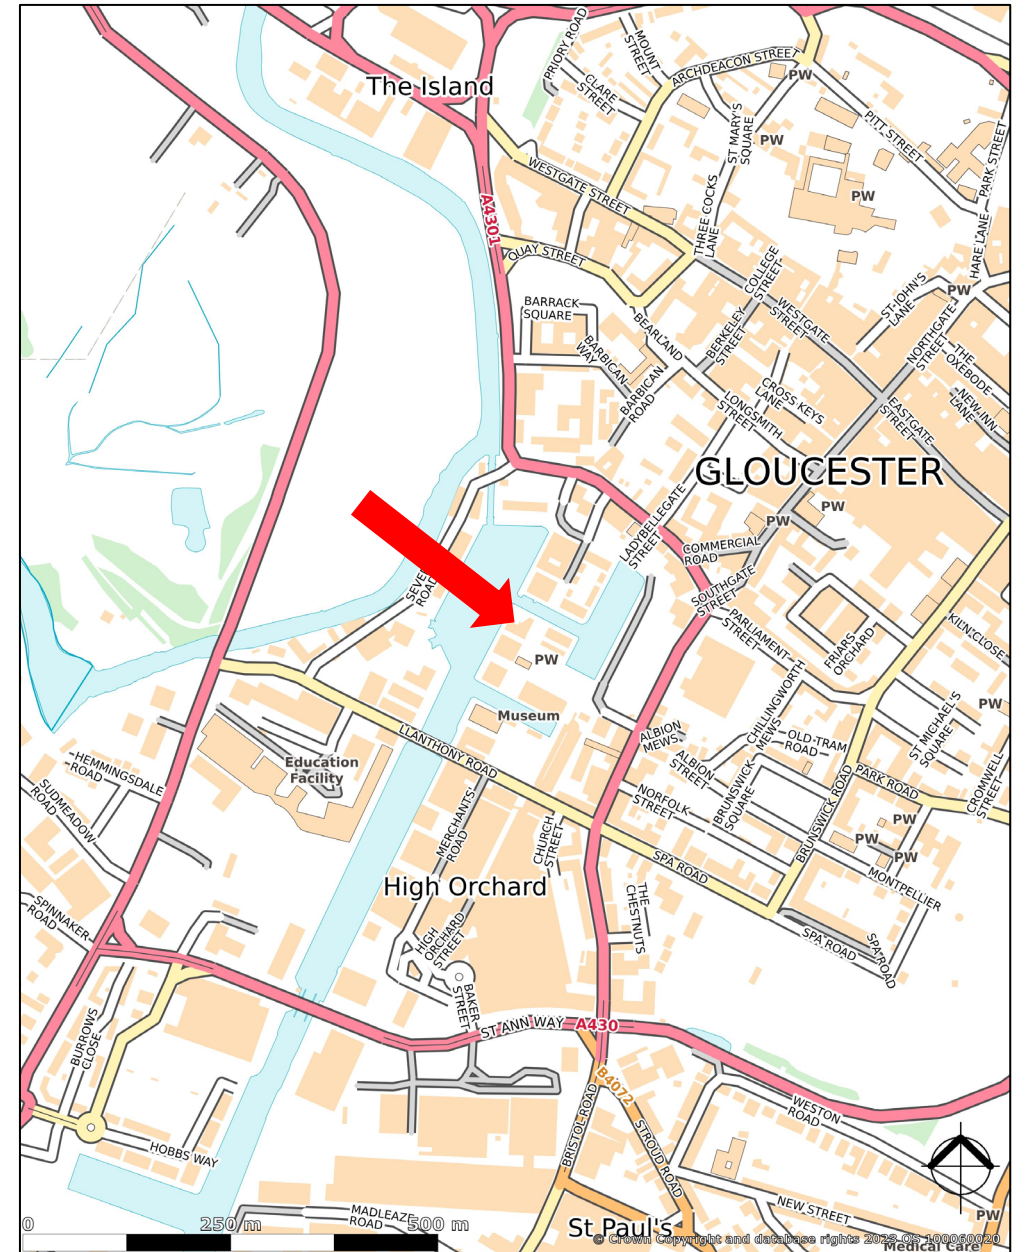 The Island
PRIORY ROAD
MOUNT
STREET
CLARE
STREET
ARCHDEACON STREET
PW
ST MARY'S
SQUARE
PW
PITT STREET
PARK STREET
WESTGATE STREET
THREE COCKS
LANE
PW
HARE LANE
A4301
QUAY STREET
COLLEGE
STREET
ST JOHN'S
LANE
PW
BARRACK
SQUARE
BEARLAND
BERKELEY
STREET
WESTGATE
STREET
NORTHGATE
STREET
THE
OXEBODE
BARBICAN
WAY
BARBICAN
ROAD
CROSS KEYS
LANE
LONGSMITH
STREET
NEW INN
LANE
EASTGATE
STREET
GLOUCESTER
LADYBELLEGATE
STREET
PW
PW
COMMERCIAL
ROAD
SOUTHGATE
STREET
ROAD
PARLIAMENT
STREET
FRIARS
ORCHARD
KILN CLOSE
PW
Museum
CHILLINGWORTH
MEWS
ST MICHAEL'S
SQUARE
PW
ALBION
MEWS
OLD TRAM
ROAD
LLANTHONY ROAD
Education
Facility
HEMMINGSDALE
ROAD
SUDMEADOW
ROAD
ALBION
STREET
BRUNSWICK
SQUARE
PARK ROAD
CROMWELL
STREET
NORFOLK
STREET
BRUNSWICK ROAD
PW
PW
PW
MERCHANTS'
ROAD
CHURCH
STREET
SPA ROAD
MONTPELLIER
High Orchard
THE
CHESTNUTS
SPINNAKER
ROAD
HIGH
ORCHARD
STREET
SPA ROAD
SPA ROAD
BAKER
STREET
ST ANN WAY
A430
BURROWS
CLOSE
B4072
WESTON
ROAD
BRISTOL ROAD
STROUD ROAD
HOBBS WAY
NEW STREET
PW
MADLEAZE
ROAD
St Paul's
Medical Care
0
250 m
500 m
© Crown Copyright and database rights 2023 OS 100060020